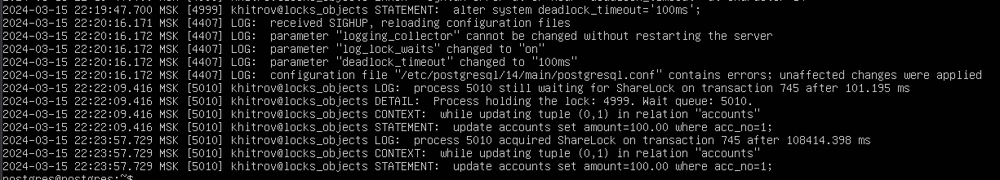 2024-03-15 22:19:47.700 MSK [4999] khitrov@locks_objects STATEMENT:  alter system deadlock_timeout='100ms';
2024-03-15 22:20:16.171 MSK [4407] LOG:  received SIGHUP, reloading configuration files
2024-03-15 22:20:16.172 MSK [4407] LOG:  parameter "logging_collector" cannot be changed without restarting the server
2024-03-15 22:20:16.172 MSK [4407] LOG:  parameter "log_lock_waits" changed to "on"
2024-03-15 22:20:16.172 MSK [4407] LOG:  parameter "deadlock_timeout" changed to "100ms"
2024-03-15 22:20:16.172 MSK [4407] LOG:  configuration file "/etc/postgresql/14/main/postgresql.conf" contains errors; unaffected changes were applied
2024-03-15 22:22:09.416 MSK [5010] khitrov@locks_objects LOG:  process 5010 still waiting for ShareLock on transaction 745 after 101.195 ms
2024-03-15 22:22:09.416 MSK [5010] khitrov@locks_objects DETAIL:  Process holding the lock: 4999. Wait queue: 5010.
2024-03-15 22:22:09.416 MSK [5010] khitrov@locks_objects CONTEXT:  while updating tuple (0,1) in relation "accounts"
2024-03-15 22:22:09.416 MSK [5010] khitrov@locks_objects STATEMENT:  update accounts set amount=100.00 where acc_no=1;
2024-03-15 22:23:57.729 MSK [5010] khitrov@locks_objects LOG:  process 5010 acquired ShareLock on transaction 745 after 108414.398 ms
2024-03-15 22:23:57.729 MSK [5010] khitrov@locks_objects CONTEXT:  while updating tuple (0,1) in relation "accounts"
2024-03-15 22:23:57.729 MSK [5010] khitrov@locks_objects STATEMENT:  update accounts set amount=100.00 where acc_no=1;
postgres@postgres:~$